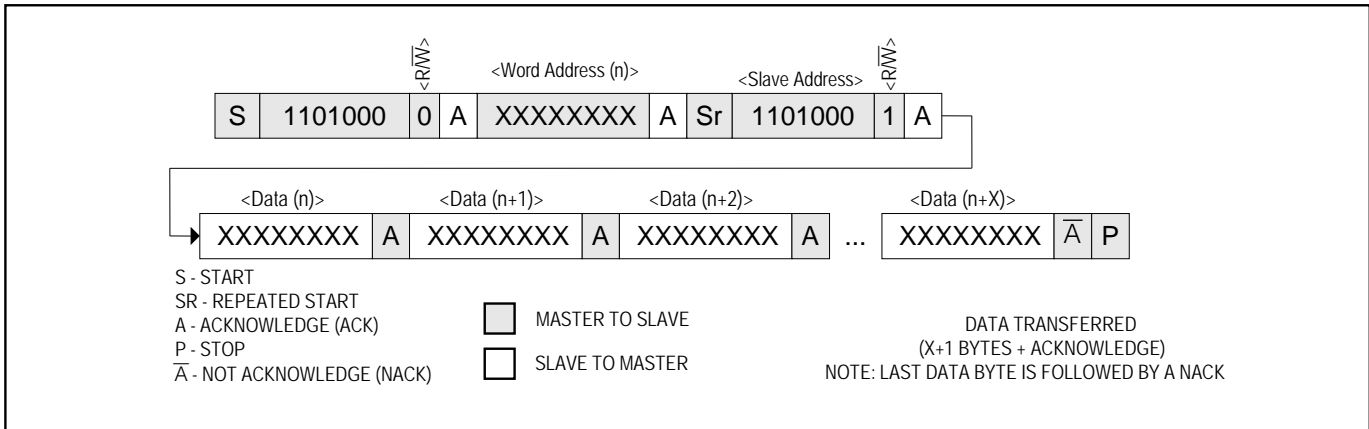 <R/W̅> <Word Address (n)> <Slave Address> <R/W̅>
S 1101000 0 A XXXXXXXX A Sr 1101000 1 A
<Data (n)> <Data (n+1)> <Data (n+2)> <Data (n+X)>
XXXXXXXX A XXXXXXXX A XXXXXXXX A ... XXXXXXXX A̅ P
S - START
SR - REPEATED START
A - ACKNOWLEDGE (ACK)
P - STOP
A̅ - NOT ACKNOWLEDGE (NACK)
MASTER TO SLAVE
SLAVE TO MASTER
DATA TRANSFERRED
(X+1 BYTES + ACKNOWLEDGE)
NOTE: LAST DATA BYTE IS FOLLOWED BY A NACK